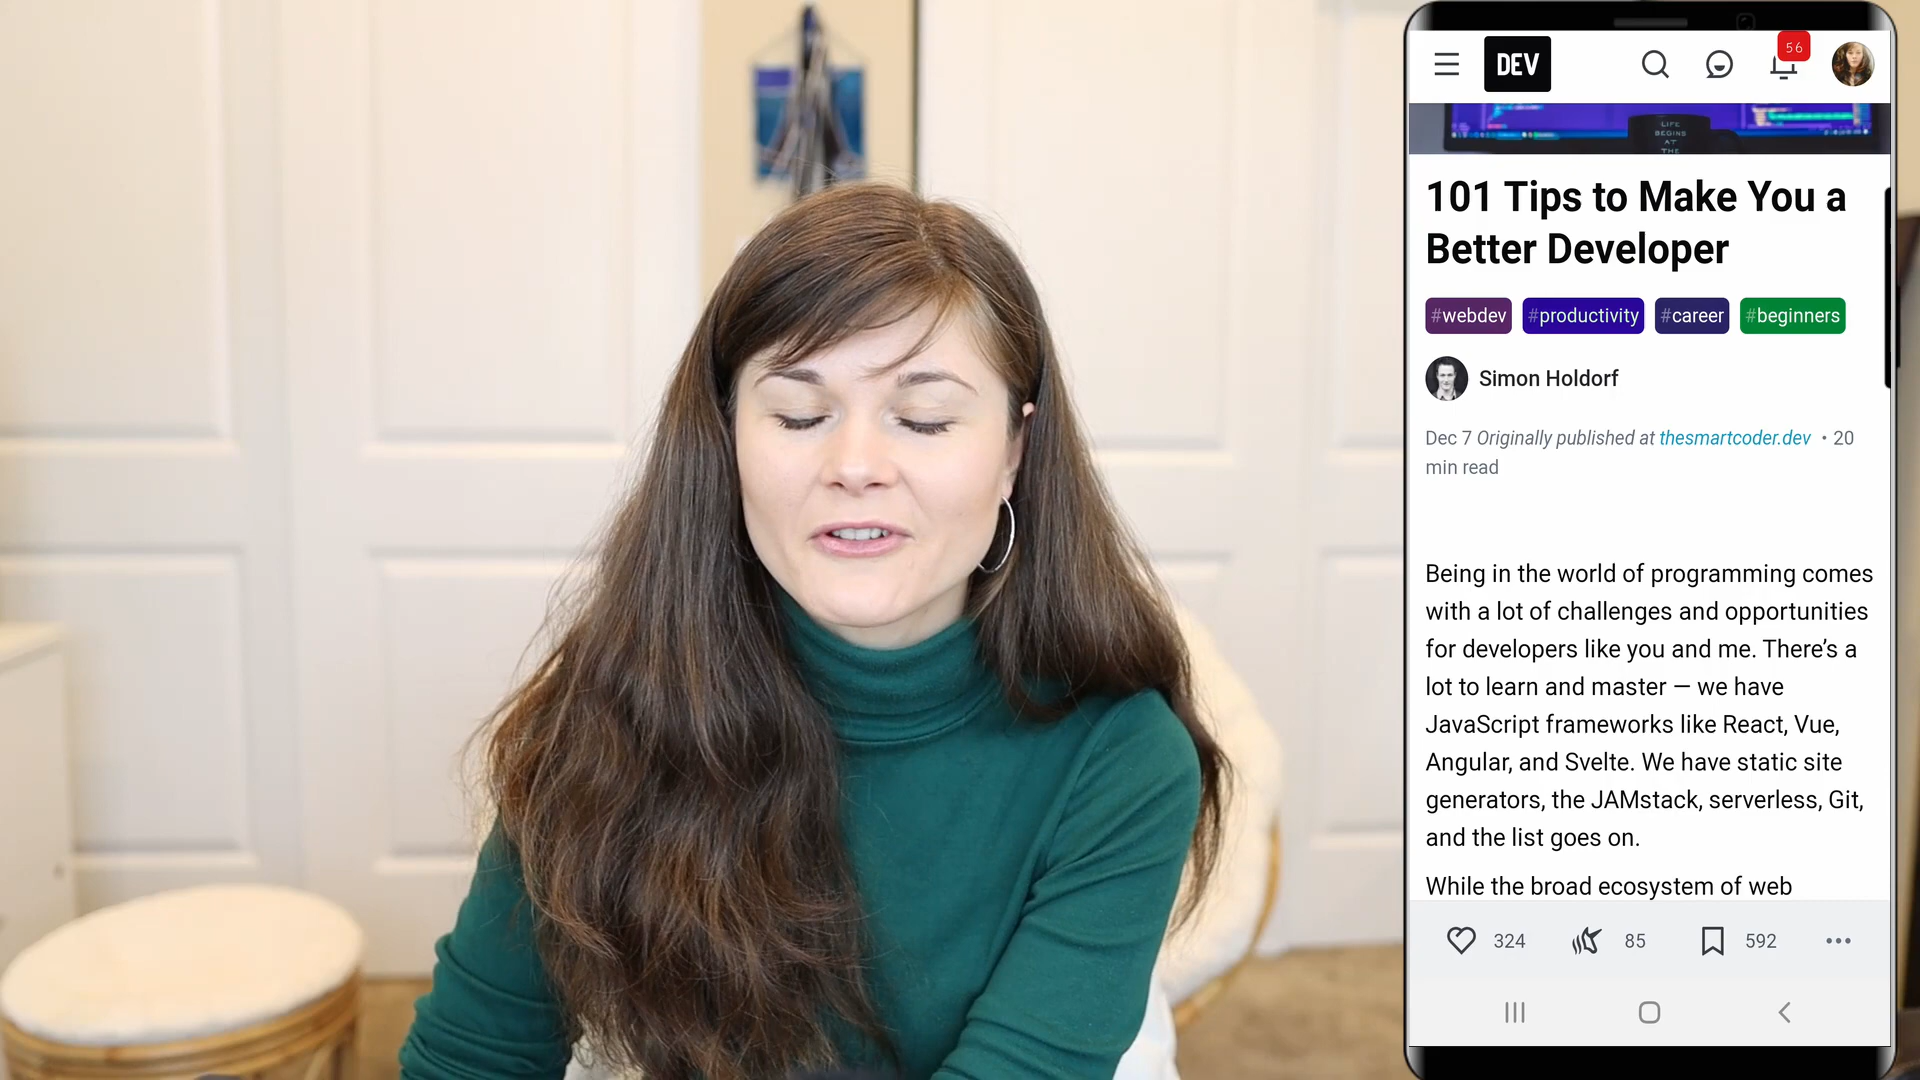 DEV
56
LIFE
BEGINS
AT
THE
101 Tips to Make You a
Better Developer
#webdev #productivity #career #beginners
Simon Holdorf
Dec 7 Originally published at thesmartcoder.dev • 20
min read
Being in the world of programming comes
with a lot of challenges and opportunities
for developers like you and me. There’s a
lot to learn and master — we have
JavaScript frameworks like React, Vue,
Angular, and Svelte. We have static site
generators, the JAMstack, serverless, Git,
and the list goes on.
While the broad ecosystem of web
324 85 592